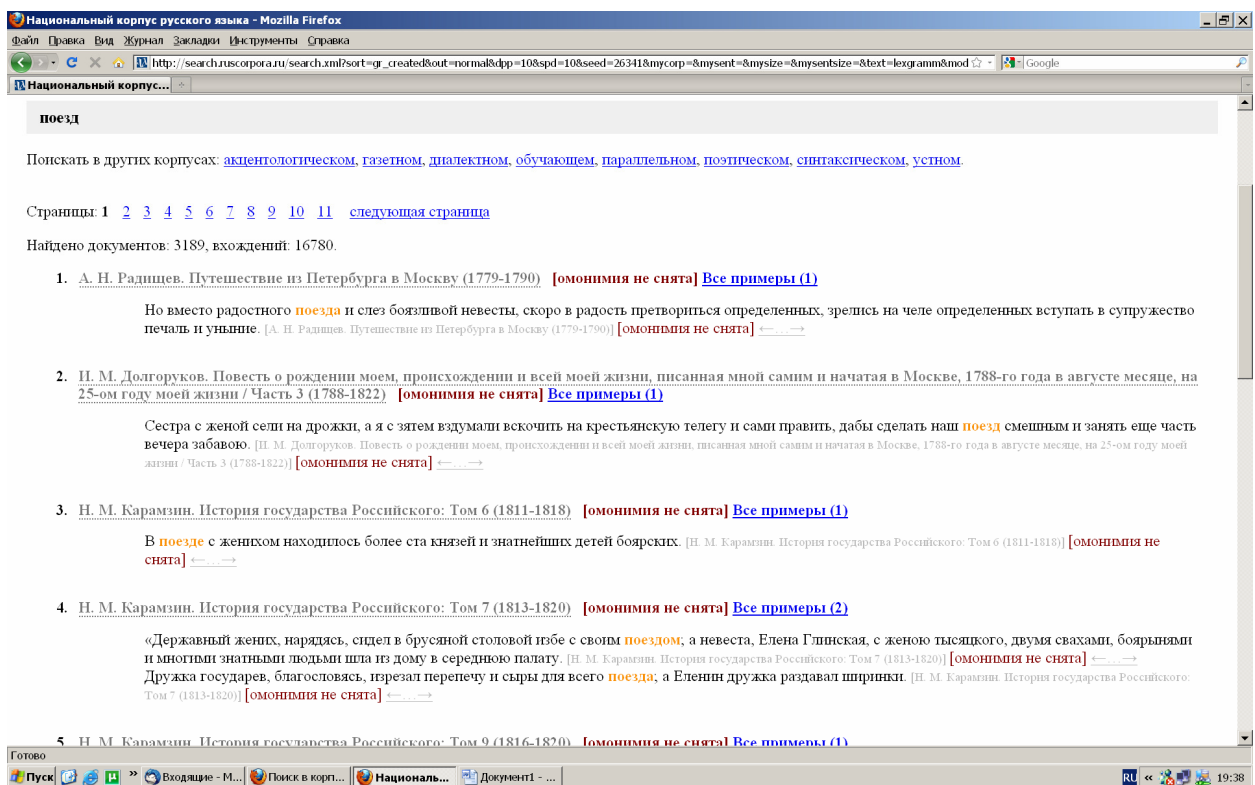 Национальный корпус русского языка - Mozilla Firefox
Файл Правка Вид Журнал Закладки Инструменты Справка
http://search.ruscorpora.ru/search.xml?sort=gr_created&out=normal&dpp=10&spd=10&seed=26341&mycorp=&mysent=&mysize=&mysentsize=&text=lexgramm&mod Google
Национальный корпус...
поезд
Поискать в других корпусах: акцентологическом, газетном, диалектном, обучающем, параллельном, поэтическом, синтаксическом, устном.
Страницы: 1 2 3 4 5 6 7 8 9 10 11 следующая страница
Найдено документов: 3189, вхождений: 16780.
1. А. Н. Радищев. Путешествие из Петербурга в Москву (1779-1790) [омонимия не снята] Все примеры (1)
Но вместо радостного поезда и слез боязливой невесты, скоро в радость претвориться определенных, зрелись на челе определенных вступать в супружество
печаль и уныние. [А. Н. Радищев. Путешествие из Петербурга в Москву (1779-1790)] [омонимия не снята] ←…→
2. И. М. Долгоруков. Повесть о рождении моем, происхождении и всей моей жизни, писанная мной самим и начатая в Москве, 1788-го года в августе месяце, на
25-ом году моей жизни / Часть 3 (1788-1822) [омонимия не снята] Все примеры (1)
Сестра с женой сели на дрожки, а я с зятем вздумали вскочить на крестьянскую телегу и сами править, дабы сделать наш поезд смешным и занять еще часть
вечера забавою. [И. М. Долгоруков. Повесть о рождении моем, происхождении и всей моей жизни, писанная мной самим и начатая в Москве, 1788-го года в августе месяце, на 25-ом году моей
жизни / Часть 3 (1788-1822)] [омонимия не снята] ←…→
3. Н. М. Карамзин. История государства Российского: Том 6 (1811-1818) [омонимия не снята] Все примеры (1)
В поезде с женихом находилось более ста князей и знатнейших детей боярских. [Н. М. Карамзин. История государства Российского: Том 6 (1811-1818)] [омонимия не
снята] ←…→
4. Н. М. Карамзин. История государства Российского: Том 7 (1813-1820) [омонимия не снята] Все примеры (2)
«Державный жених, нарядясь, сидел в брусяной столовой избе с своим поездом; а невеста, Елена Глинская, с женою тысяцкого, двумя свахами, боярынями
и многими знатными людьми шла из дому в середнюю палату. [Н. М. Карамзин. История государства Российского: Том 7 (1813-1820)] [омонимия не снята] ←…→
Дружка государев, благословясь, изрезал перепечу и сыры для всего поезда; а Еленин дружка раздавал ширинки. [Н. М. Карамзин. История государства Российского:
Том 7 (1813-1820)] [омонимия не снята] ←…→
5. Н. М. Карамзин. История государства Российского: Том 9 (1816-1820) [омонимия не снята] Все примеры (1)
Готово
Пуск » Входящие - M... Поиск в корп... Националь... Документ1 - ... RU « 19:38